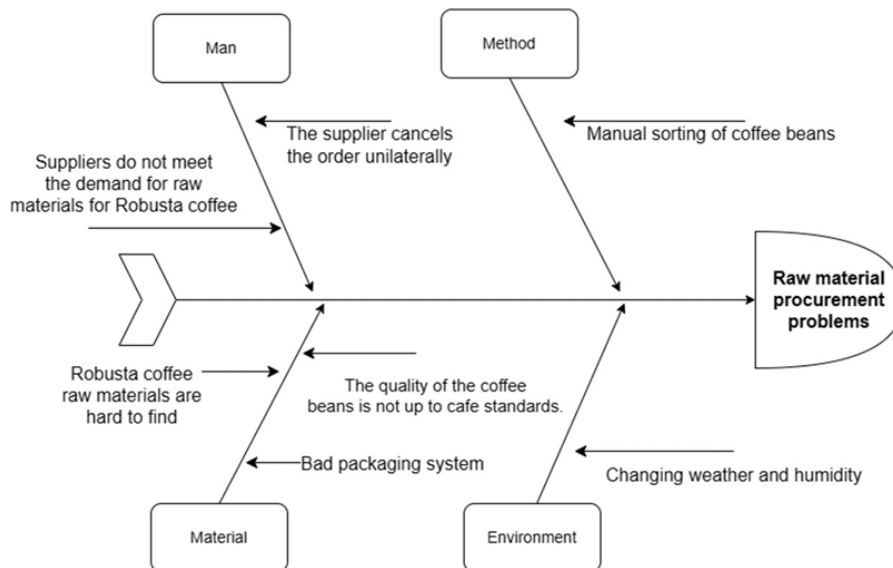 Man
Method
The supplier cancels
the order unilaterally
Manual sorting of coffee beans
Suppliers do not meet
the demand for raw
materials for Robusta coffee
Raw material
procurement
problems
Robusta coffee
raw materials are
hard to find
The quality of the coffee
beans is not up to cafe standards.
Bad packaging system
Changing weather and humidity
Material
Environment